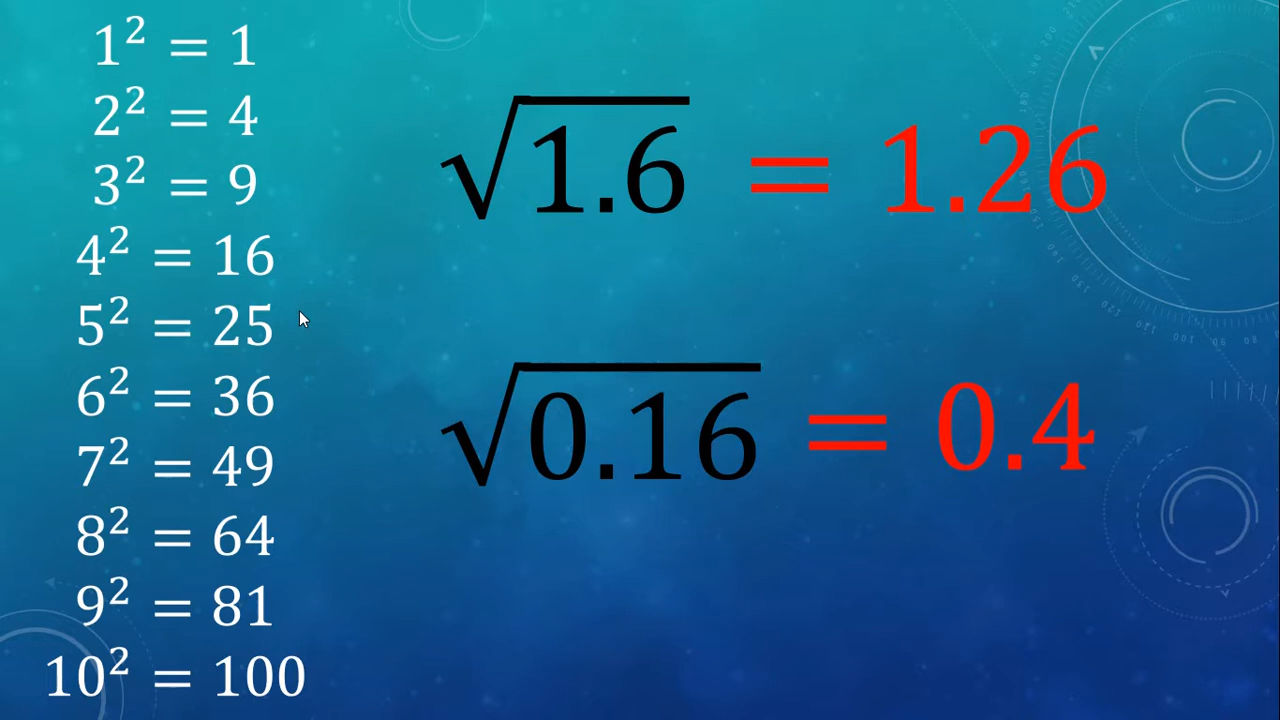 1² = 1
2² = 4
3² = 9
4² = 16
5² = 25
6² = 36
7² = 49
8² = 64
9² = 81
10² = 100
√1.6 = 1.26
√0.16 = 0.4